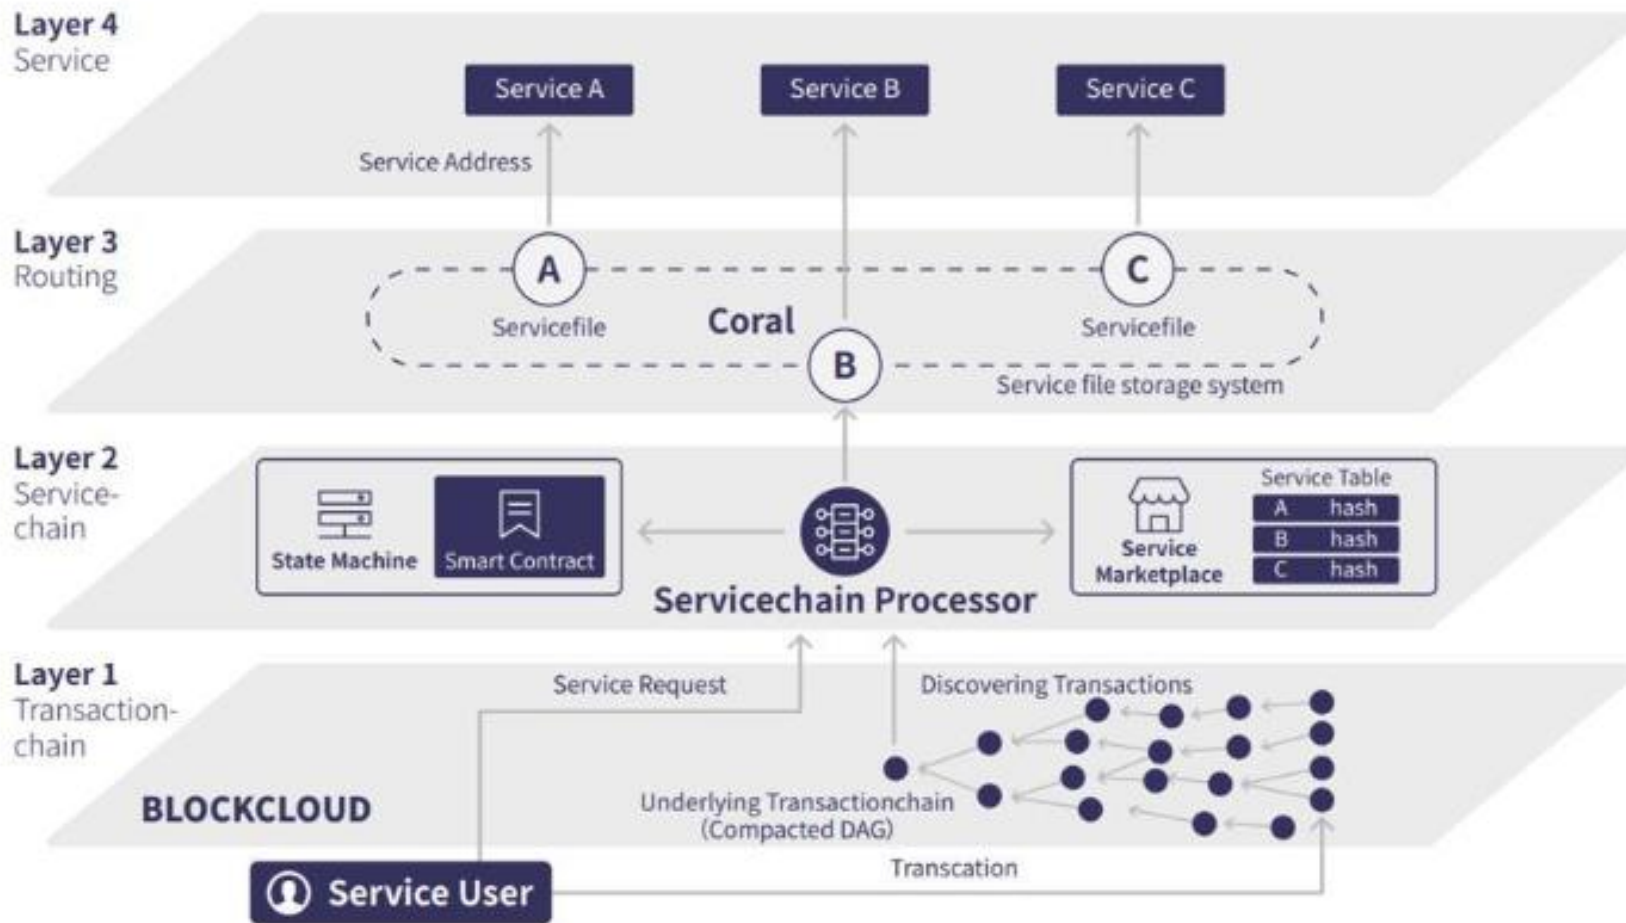 Layer 4
Service
Service A
Service B
Service C
Service Address
Layer 3
Routing
A
C
Servicefile
Coral
Servicefile
B
Service file storage system
Layer 2
Service-
chain
State Machine
Smart Contract
Service Table
A hash
B hash
C hash
Service
Marketplace
Servicechain Processor
Layer 1
Transaction-
chain
Service Request
Discovering Transactions
Underlying Transactionchain
(Compacted DAG)
BLOCKCLOUD
Transcation
Service User